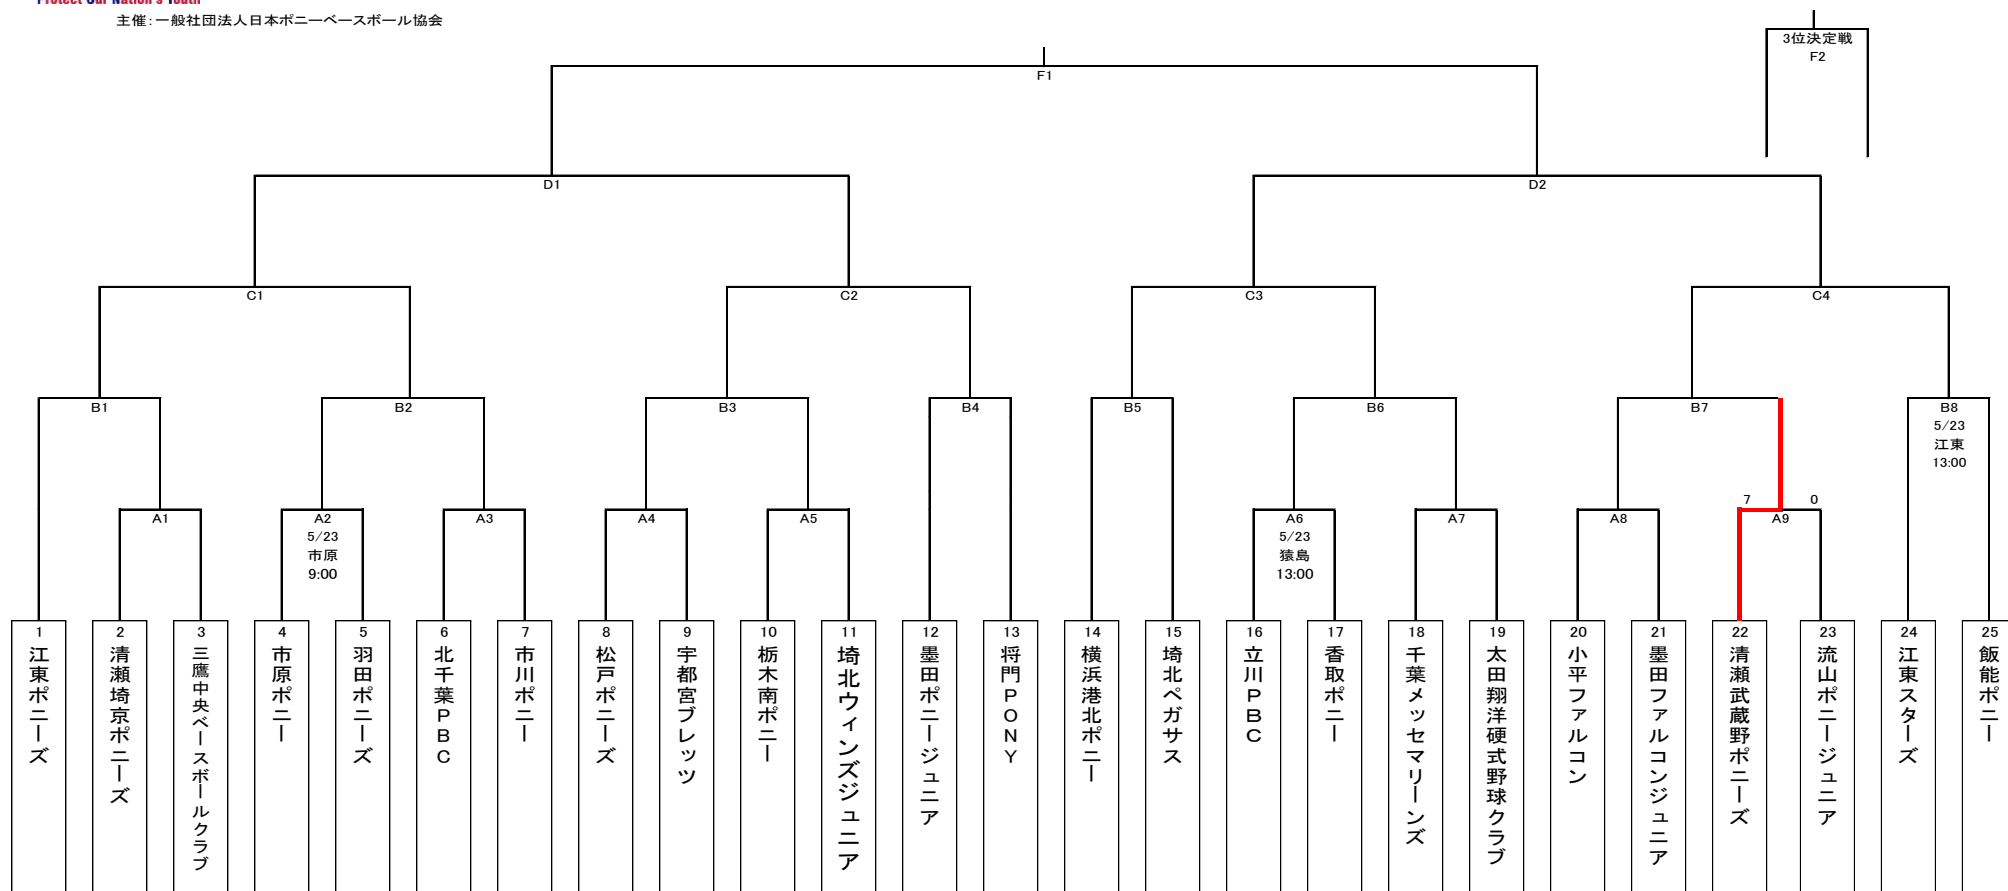 Protect Our Nation's Youth
主催：一般社団法人日本ポニーベースボール協会
3位決定戦
F2
F1
D1
D2
C1
C2
C3
C4
B1
B2
B3
B4
B5
B6
B7
B8
5/23
江東
13:00
7
0
A1
A2
5/23
市原
9:00
A3
A4
A5
A6
5/23
猿島
13:00
A7
A8
A9
1
江東ポニーズ
2
清瀬埼京ポニーズ
3
三鷹中央ベースボールクラブ
4
市原ポニー
5
羽田ポニーズ
6
北千葉PBC
7
市川ポニー
8
松戸ポニーズ
9
宇都宮ブレッツ
10
栃木南ポニー
11
埼北ウィンズジュニア
12
墨田ポニージュニア
13
将門PONY
14
横浜港北ポニー
15
埼北ペガサス
16
立川PBC
17
香取ポニー
18
千葉メッセマリーンズ
19
太田翔洋硬式野球クラブ
20
小平ファルコン
21
墨田ファルコンジュニア
22
清瀬武蔵野ポニーズ
23
流山ポニージュニア
24
江東スターズ
25
飯能ポニー